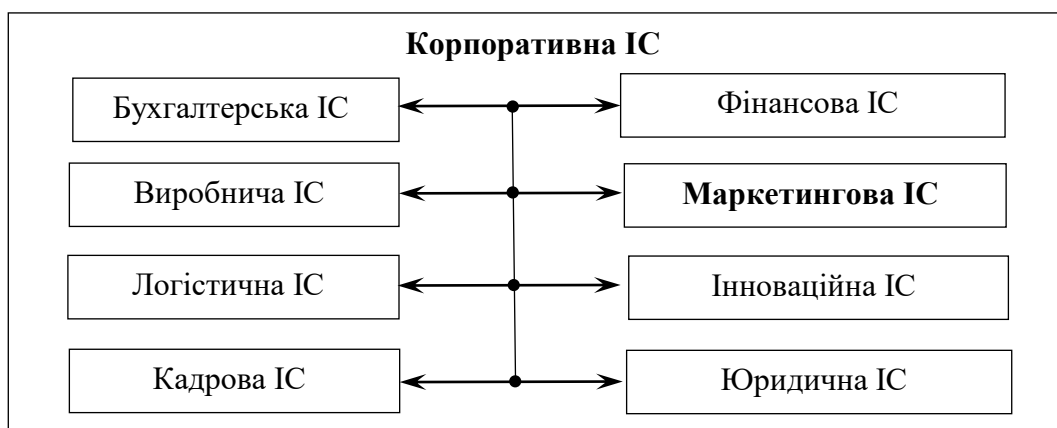 Корпоративна ІС
Бухгалтерська ІС
Фінансова ІС
Виробнича ІС
Маркетингова ІС
Логістична ІС
Інноваційна ІС
Кадрова ІС
Юридична ІС